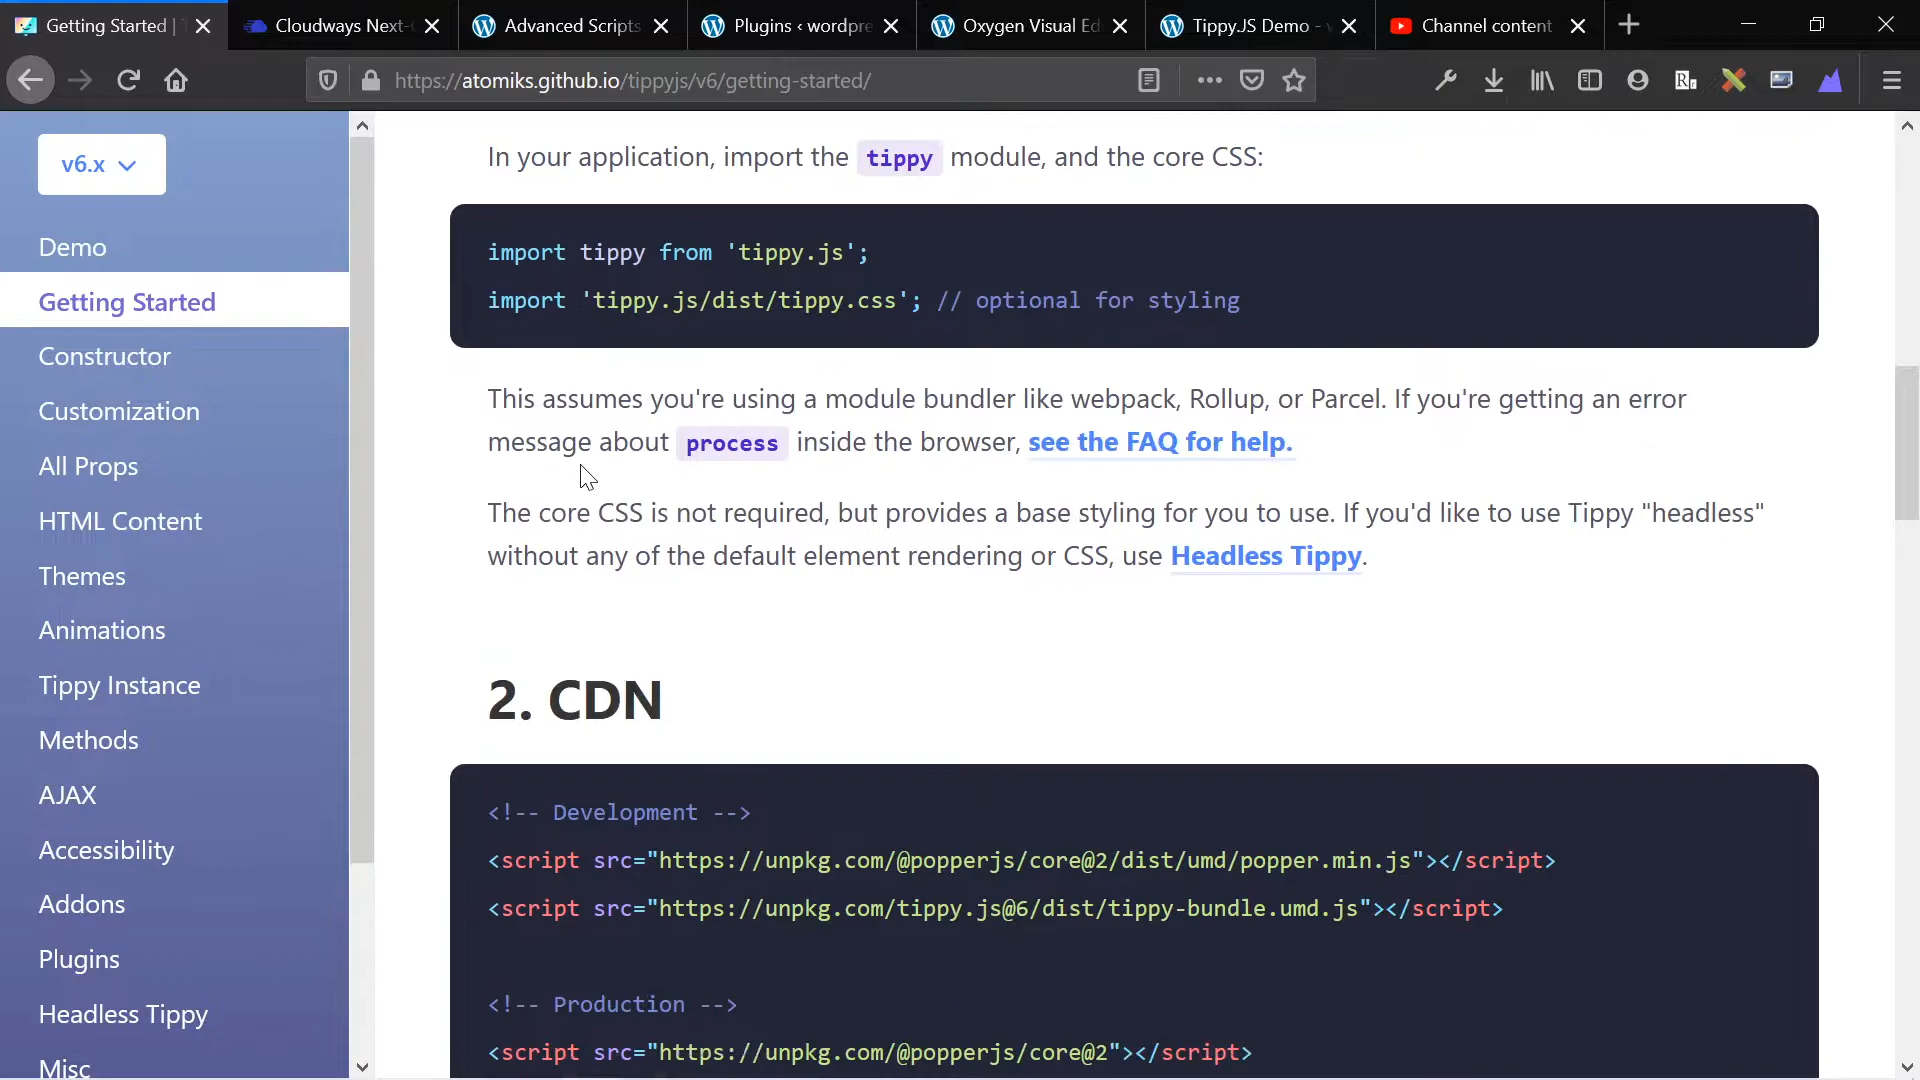 Getting Started |
Cloudways Next-
Advanced Scripts
Plugins ‹ wordpre
Oxygen Visual Ed
TippyJS Demo -
Channel content
https://atomiks.github.io/tippyjs/v6/getting-started/
v6.x
Demo
Getting Started
Constructor
Customization
All Props
HTML Content
Themes
Animations
Tippy Instance
Methods
AJAX
Accessibility
Addons
Plugins
Headless Tippy
Misc
In your application, import the tippy module, and the core CSS:
import tippy from 'tippy.js';
import 'tippy.js/dist/tippy.css'; // optional for styling
This assumes you're using a module bundler like webpack, Rollup, or Parcel. If you're getting an error
message about process inside the browser, see the FAQ for help.
The core CSS is not required, but provides a base styling for you to use. If you'd like to use Tippy "headless"
without any of the default element rendering or CSS, use Headless Tippy.
2. CDN
<!-- Development -->
<script src="https://unpkg.com/@popperjs/core@2/dist/umd/popper.min.js"></script>
<script src="https://unpkg.com/tippy.js@6/dist/tippy-bundle.umd.js"></script>
<!-- Production -->
<script src="https://unpkg.com/@popperjs/core@2"></script>